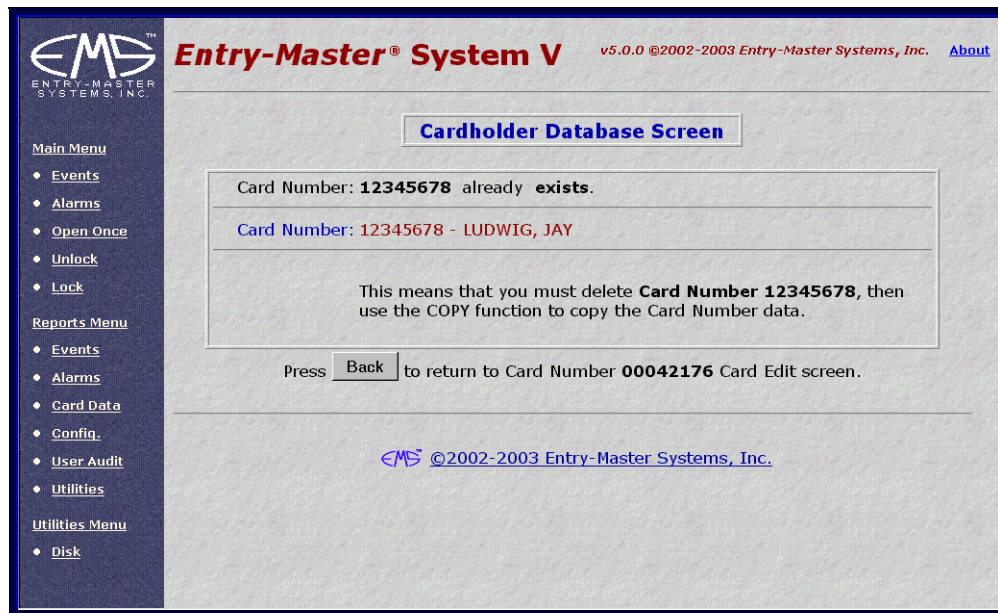 EMS™
ENTRY-MASTER
SYSTEMS, INC.
Entry-Master® System V
v5.0.0 ©2002-2003 Entry-Master Systems, Inc.
About
Main Menu
• Events
• Alarms
• Open Once
• Unlock
• Lock
Reports Menu
• Events
• Alarms
• Card Data
• Config.
• User Audit
• Utilities
Utilities Menu
• Disk
Cardholder Database Screen
Card Number: 12345678 already exists.
Card Number: 12345678 - LUDWIG, JAY
This means that you must delete Card Number 12345678, then
use the COPY function to copy the Card Number data.
Press Back to return to Card Number 00042176 Card Edit screen.
EMS™ ©2002-2003 Entry-Master Systems, Inc.